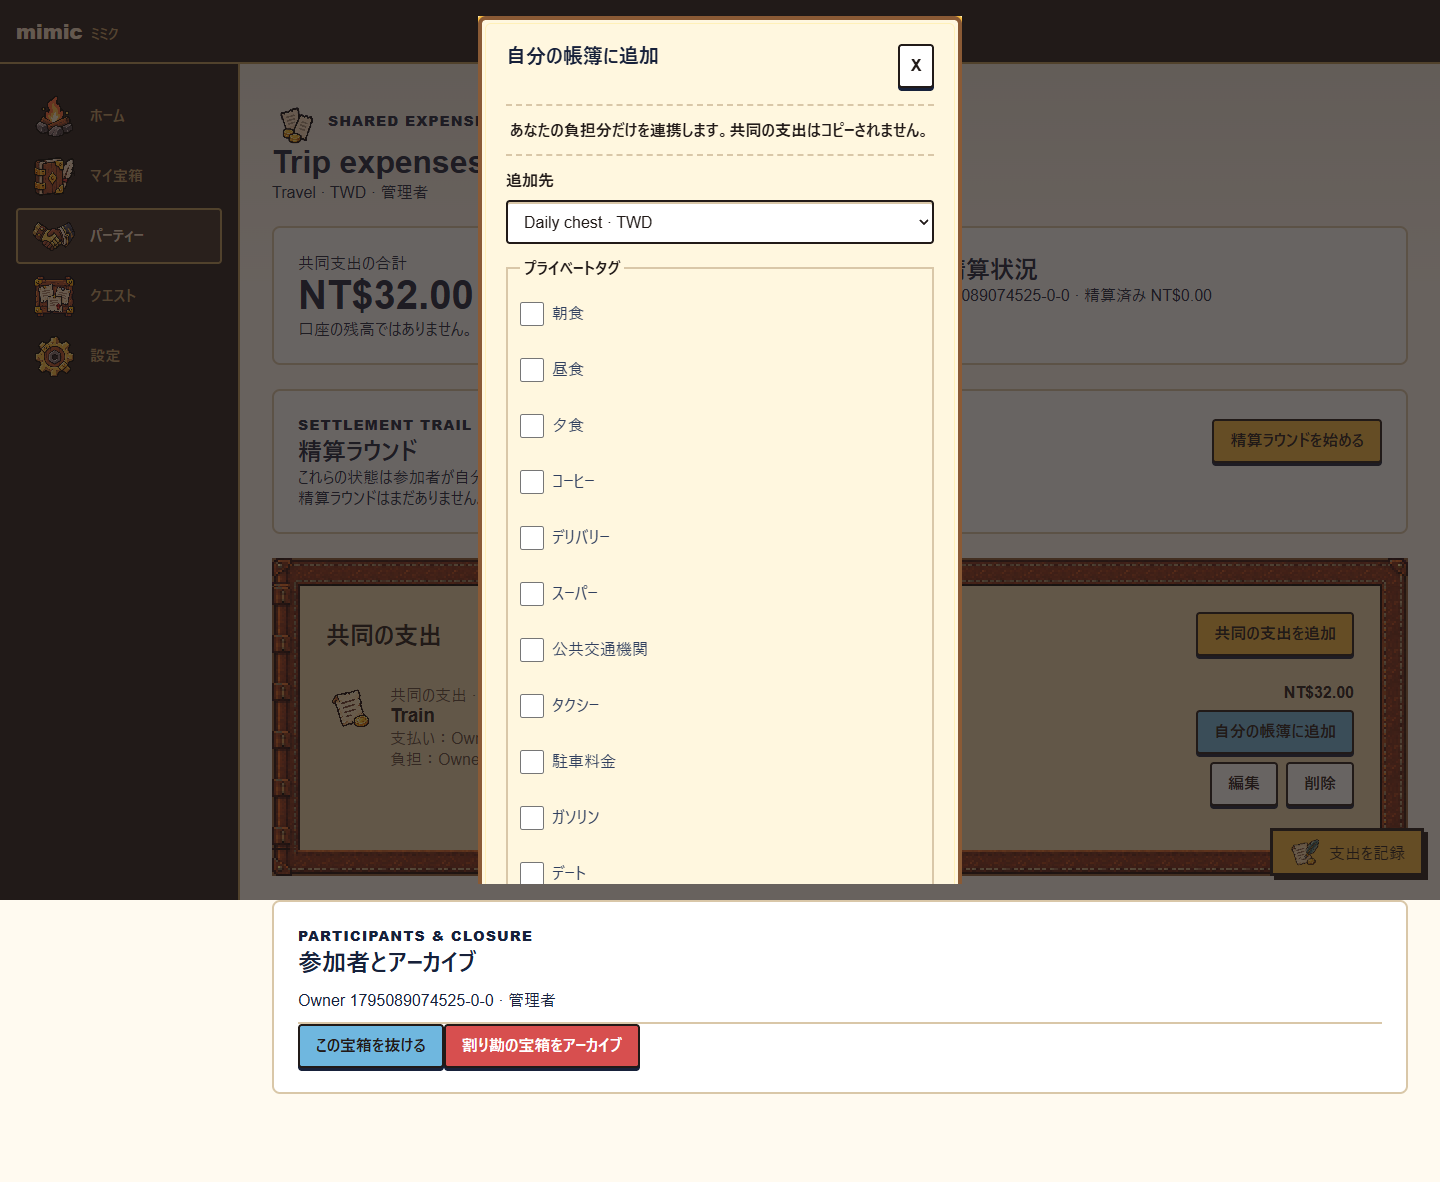 mimic ミミク
ホーム
マイ宝箱
パーティー
クエスト
設定
SHARED EXPENS
Trip expenses
Travel · TWD · 管理者
共同支出の合計
NT$32.00
口座の残高ではありません。
算状況
089074525-0-0 · 精算済み NT$0.00
SETTLEMENT TRAIL
精算ラウンド
これらの状態は参加者が自分
精算ラウンドはまだありません。
精算ラウンドを始める
共同の支出
共同の支出を追加
共同の支出 ·
Train
支払い：Own
負担：Owne
NT$32.00
自分の帳簿に追加
編集
削除
支出を記録
自分の帳簿に追加
X
あなたの負担分だけを連携します。共同の支出はコピーされません。
追加先
Daily chest · TWD
プライベートタグ
朝食
昼食
夕食
コーヒー
デリバリー
スーパー
公共交通機関
タクシー
駐車料金
ガソリン
デート
PARTICIPANTS & CLOSURE
参加者とアーカイブ
Owner 1795089074525-0-0 · 管理者
この宝箱を抜ける
割り勘の宝箱をアーカイブ